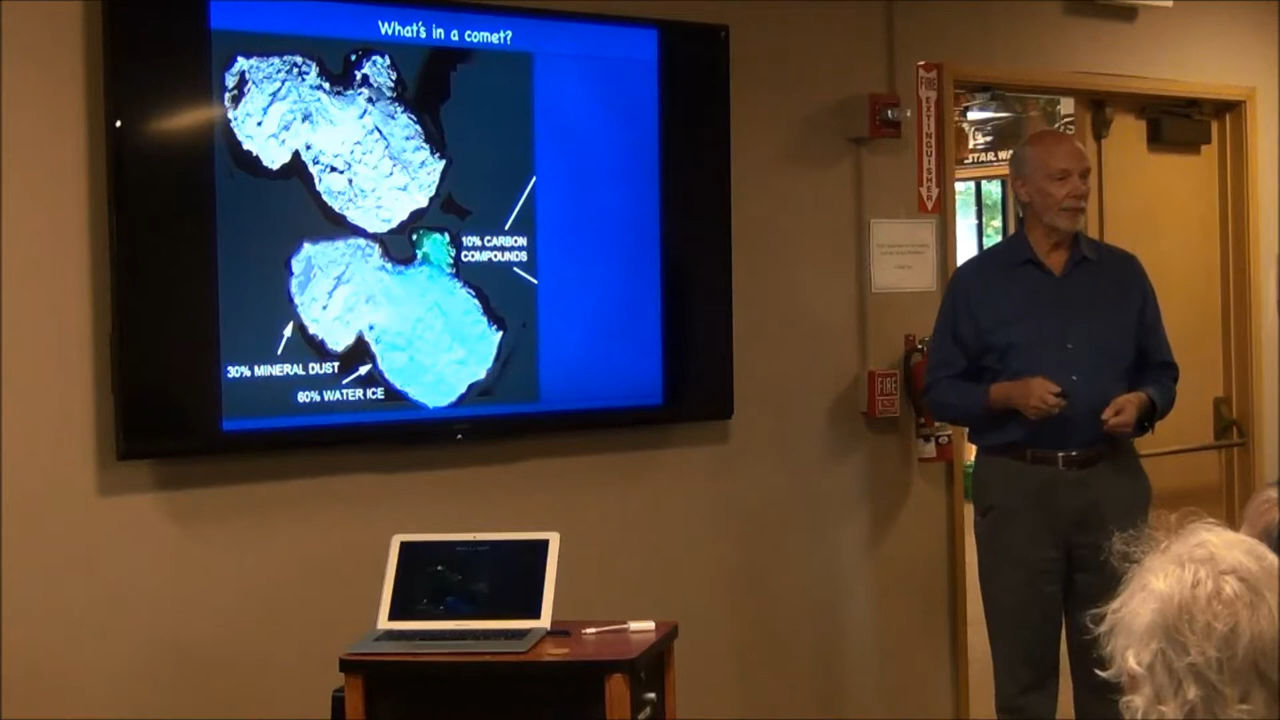 What's in a comet?
10% CARBON
COMPOUNDS
30% MINERAL DUST
60% WATER ICE
FIRE
EXTINGUISHER
STAR WA
FIRE